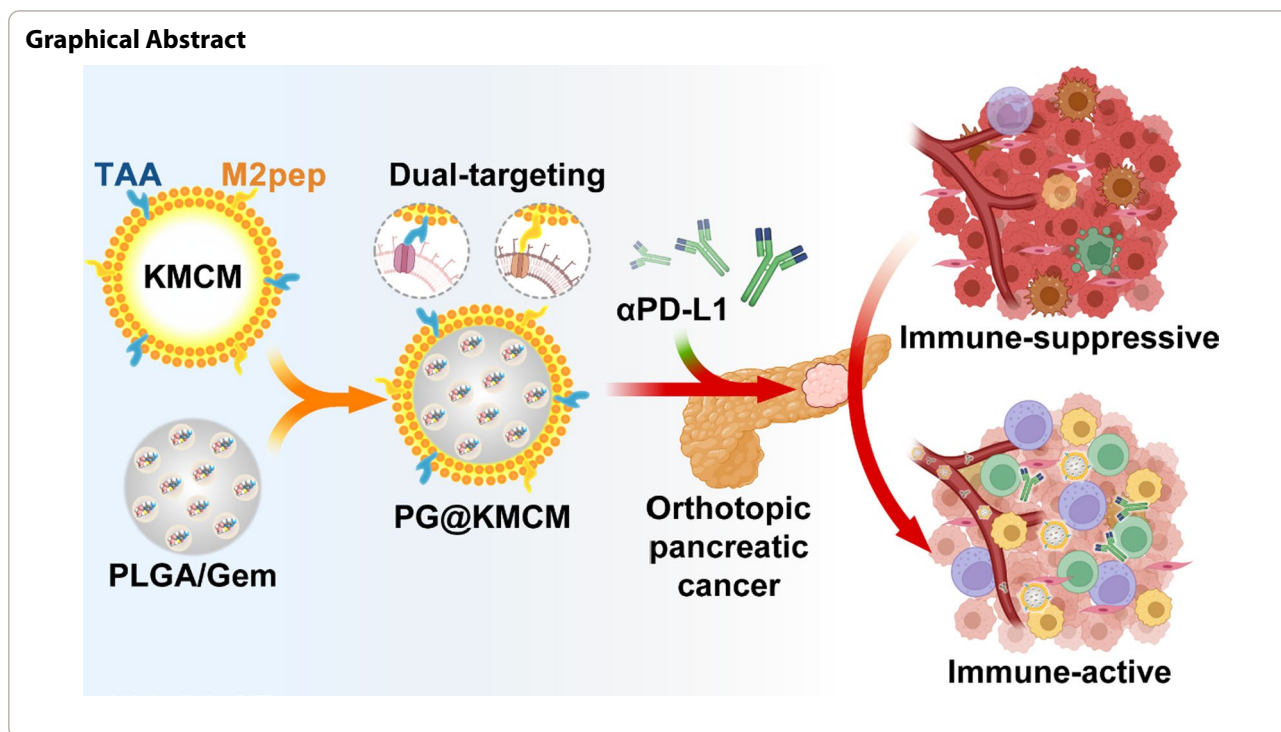 Graphical Abstract
TAA
M2pep
KMCM
PLGA/Gem
Dual-targeting
PG@KMCM
αPD-L1
Orthotopic
pancreatic
cancer
Immune-suppressive
Immune-active